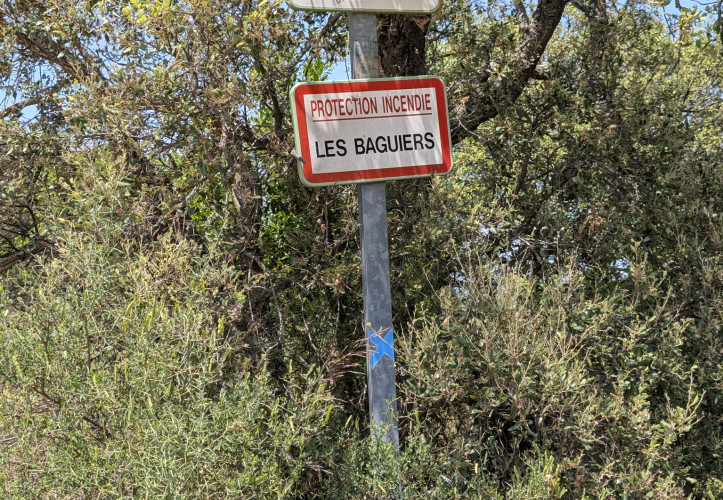 PROTECTION INCENDIE
LES BAGUIERS